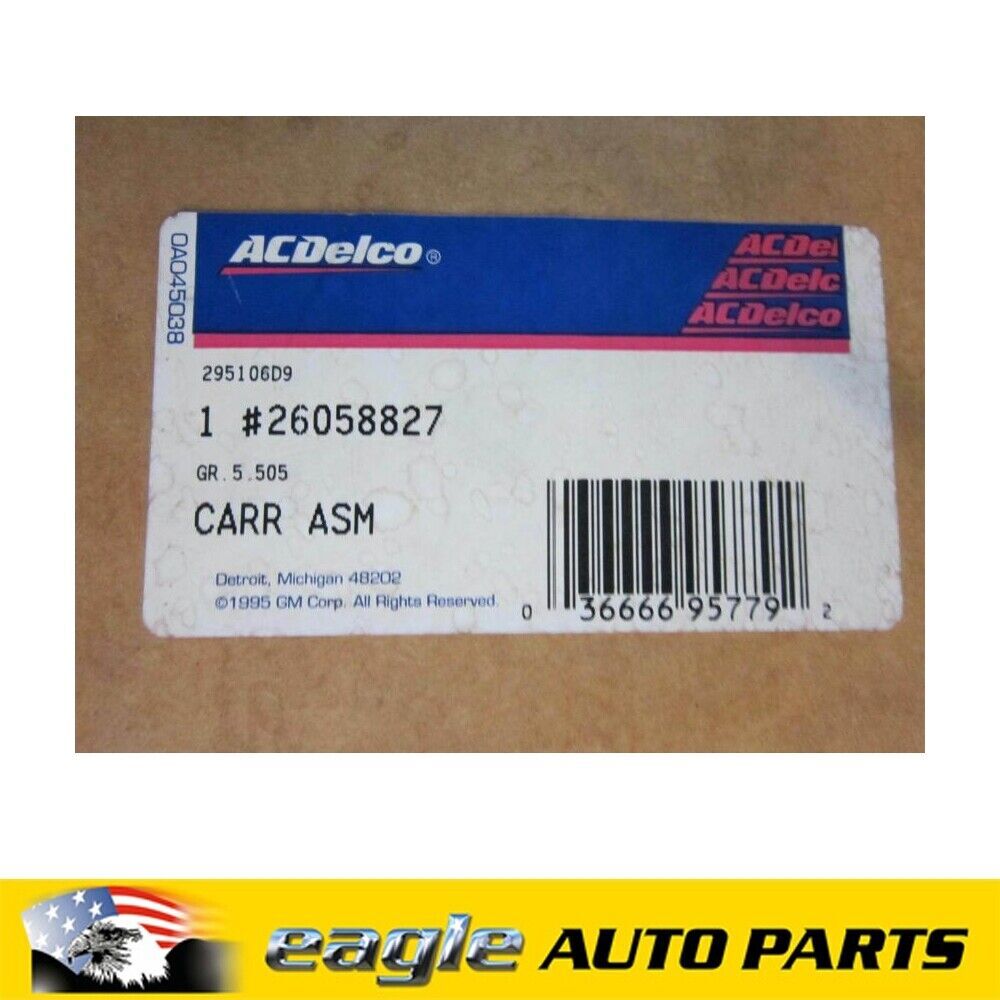 0A045038
ACDelco®
ACDel
ACDelc
ACDelco
295106D9
1 #26058827
GR.5.505
CARR ASM
Detroit, Michigan 48202
©1995 GM Corp. All Rights Reserved.
0 36666 95779 2
eagle AUTO PARTS